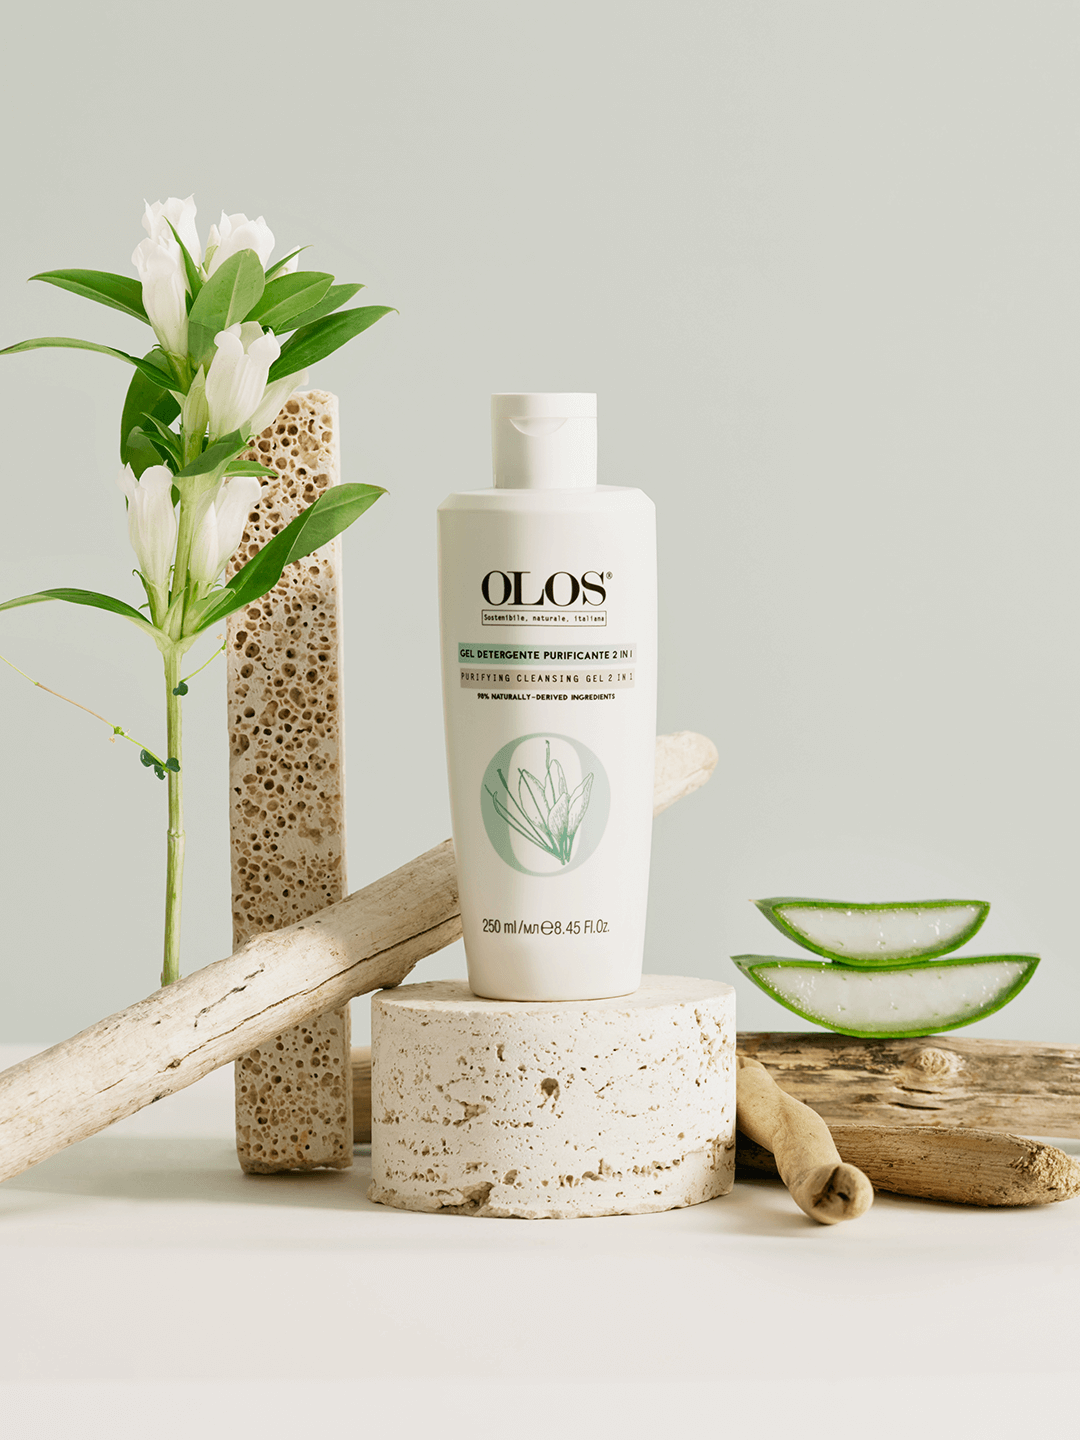 OLOS®
Sostenibile, naturale, italiana
GEL DETERGENTE PURIFICANTE 2 IN 1
PURIFYING CLEANSING GEL 2 IN 1
98% NATURALLY-DERIVED INGREDIENTS
250 ml/мл℮8.45 Fl.Oz.